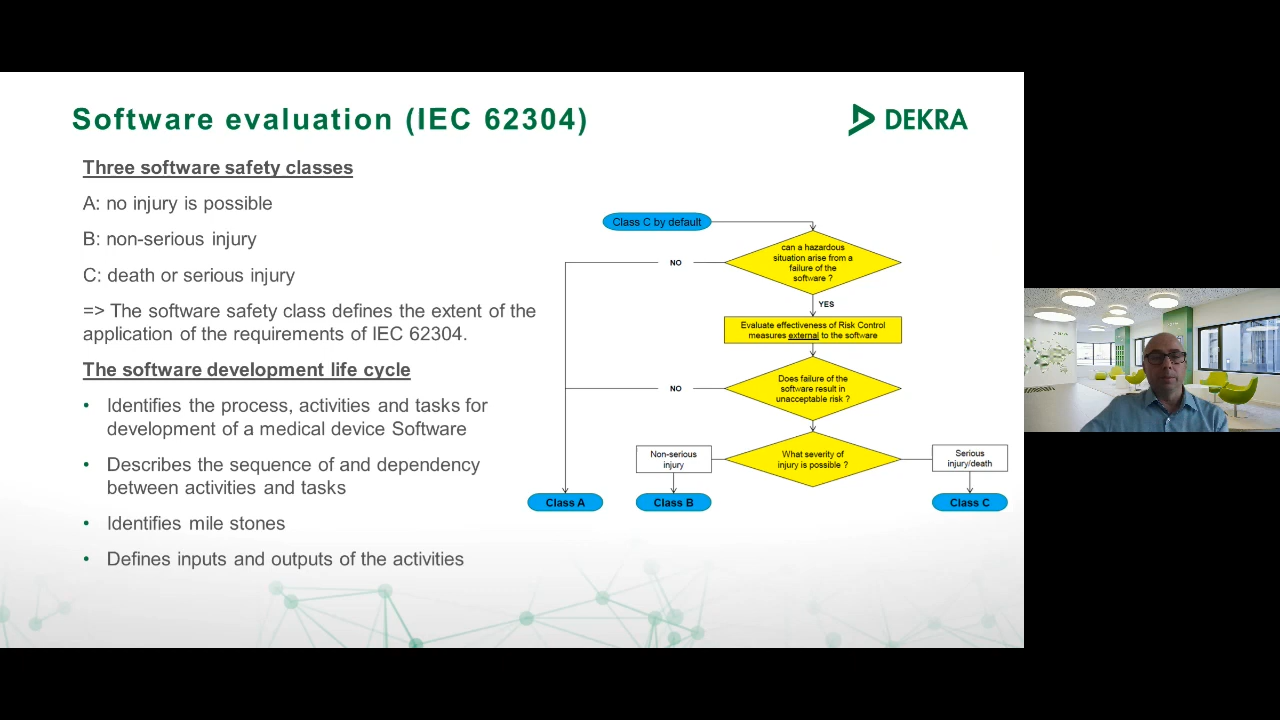 Software evaluation (IEC 62304)
DEKRA
Three software safety classes
A: no injury is possible
B: non-serious injury
C: death or serious injury
=> The software safety class defines the extent of the
application of the requirements of IEC 62304.
The software development life cycle
• Identifies the process, activities and tasks for
development of a medical device Software
• Describes the sequence of and dependency
between activities and tasks
• Identifies mile stones
• Defines inputs and outputs of the activities
Class C by default
can a hazardous
situation arise from a
failure of the
software ?
NO
YES
Evaluate effectiveness of Risk Control
measures external to the software
Does failure of the
software result in
unacceptable risk ?
NO
What severity of
injury is possible ?
Non-serious
injury
Serious
injury/death
Class A
Class B
Class C